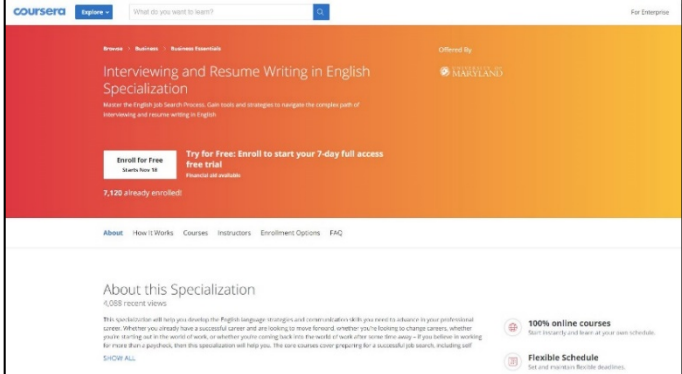 coursera Explore What do you want to learn? For Enterprise
Browse > Business > Business Essentials
Offered By
Interviewing and Resume Writing in English
Specialization
UNIVERSITY OF
MARYLAND
Master the English Job Search Process. Gain tools and strategies to navigate the complex path of
interviewing and resume writing in English.
Enroll for Free
Starts Nov 18
Try for Free: Enroll to start your 7-day full access
free trial
Financial aid available
7,120 already enrolled!
About How It Works Courses Instructors Enrollment Options FAQ
About this Specialization
4,088 recent views
This specialization will help you develop the English language strategies and communication skills you need to advance in your professional
career. Whether you already have a successful career and are looking to move forward, whether you're looking to change careers, whether
you're starting out in the world of work, or whether you're coming back into the world of work after some time away – if you believe in working
for more than a paycheck, then this specialization will help you. The core courses cover preparing for a successful job search, including self
SHOW ALL
100% online courses
Start instantly and learn at your own schedule.
Flexible Schedule
Set and maintain flexible deadlines.